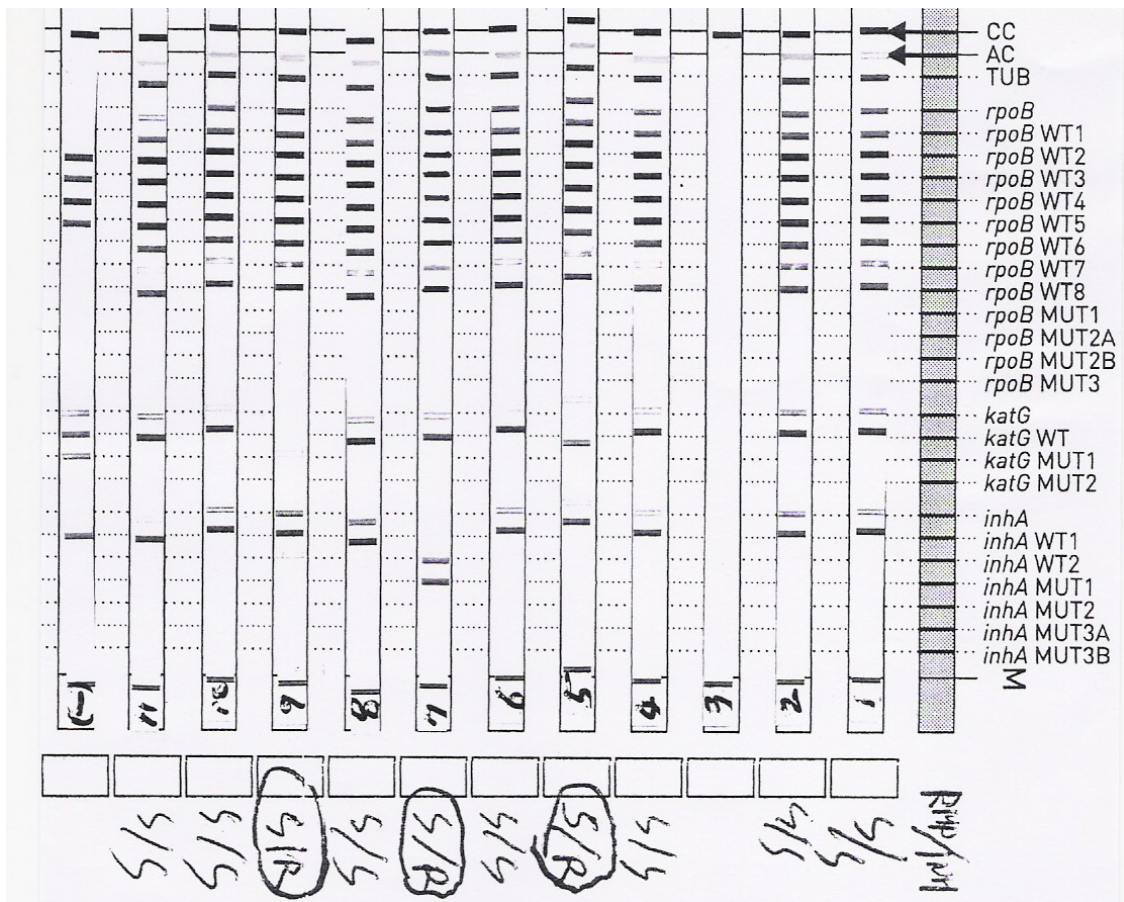 CC
AC
TUB
rpoB
rpoB WT1
rpoB WT2
rpoB WT3
rpoB WT4
rpoB WT5
rpoB WT6
rpoB WT7
rpoB WT8
rpoB MUT1
rpoB MUT2A
rpoB MUT2B
rpoB MUT3
katG
katG WT
katG MUT1
katG MUT2
inhA
inhA WT1
inhA WT2
inhA MUT1
inhA MUT2
inhA MUT3A
inhA MUT3B
M
(-) 11 10 9 8 7 6 5 4 3 2 1
S/S S/S S/R S/S S/R S/S S/R S/S S/S S/S RMP/INH